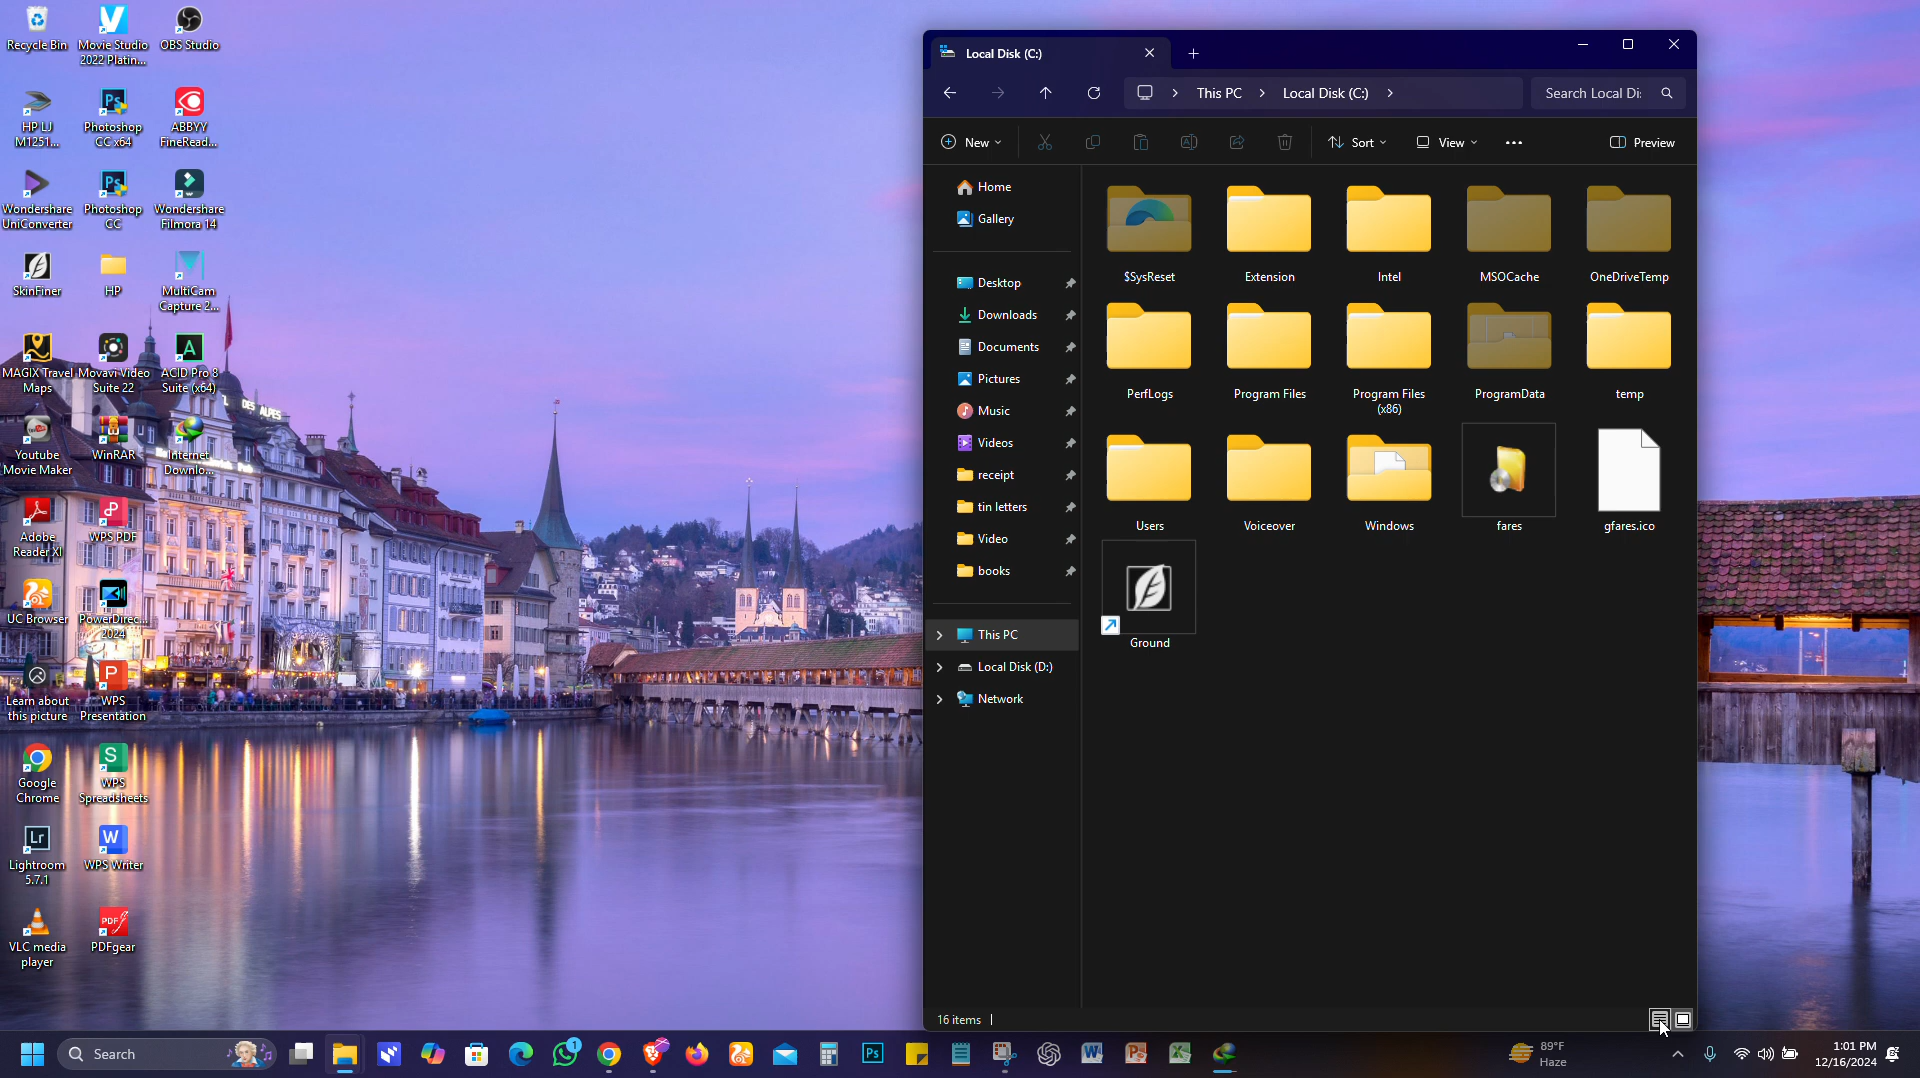 Recycle Bin
Movie Studio
2022 Platin...
OBS Studio
HP LJ
M1251...
Photoshop
CC x64
ABBYY
FineRead...
Wondershare
UniConverter
Photoshop
CC
Wondershare
Filmora 14
SkinFiner
HP
MultiCam
Capture 2...
MAGIX Travel
Maps
Movavi Video
Suite 22
ACID Pro 8
Suite (x64)
DES ALPES
Youtube
Movie Maker
WinRAR
Internet
Downlo...
Adobe
Reader XI
WPS PDF
UC Browser
PowerDirec...
2024
Learn about
this picture
WPS
Presentation
Google
Chrome
WPS
Spreadsheets
Lightroom
5.7.1
WPS Writer
VLC media
player
PDFgear
Local Disk (C:)
This PC
Local Disk (C:)
Search Local Di
New
Sort
View
Preview
Home
Gallery
Desktop
Downloads
Documents
Pictures
Music
Videos
receipt
tin letters
Video
books
This PC
Local Disk (D:)
Network
$SysReset
Extension
Intel
MSOCache
OneDriveTemp
PerfLogs
Program Files
Program Files
(x86)
ProgramData
temp
Users
Voiceover
Windows
fares
gfares.ico
Ground
16 items
Search
89°F
Haze
1:01 PM
12/16/2024